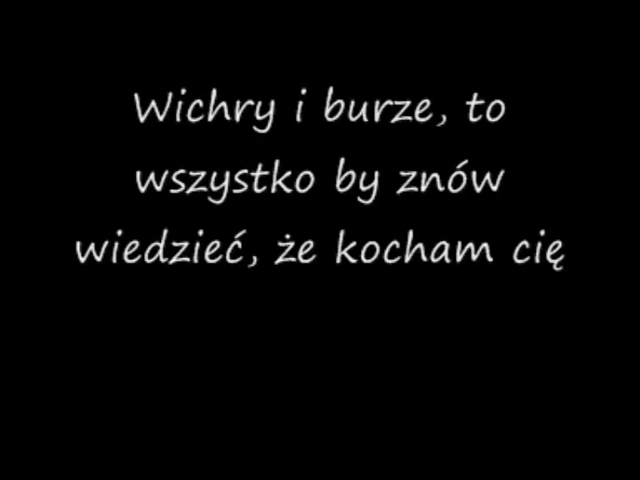 Wichry i burze, to
wszystko by znów
wiedzieć, że kocham cię